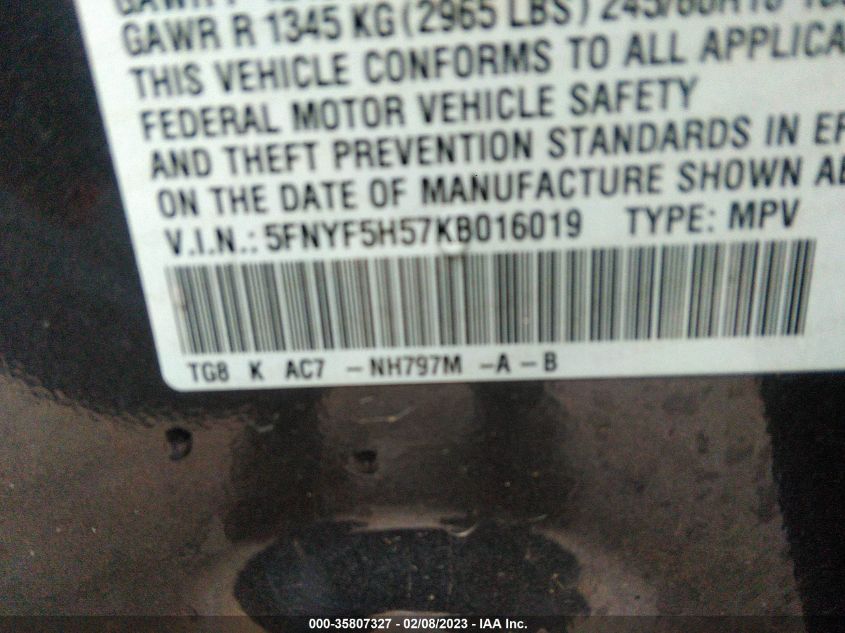 GAWR R 1345 KG (2965 LBS) 245/60R18
THIS VEHICLE CONFORMS TO ALL APPLICA
FEDERAL MOTOR VEHICLE SAFETY
AND THEFT PREVENTION STANDARDS IN EF
ON THE DATE OF MANUFACTURE SHOWN AB
V.I.N.: 5FNYF5H57KB016019 TYPE: MPV
TG8 K AC7 -NH797M -A-B
000-35807327 - 02/08/2023 - IAA Inc.